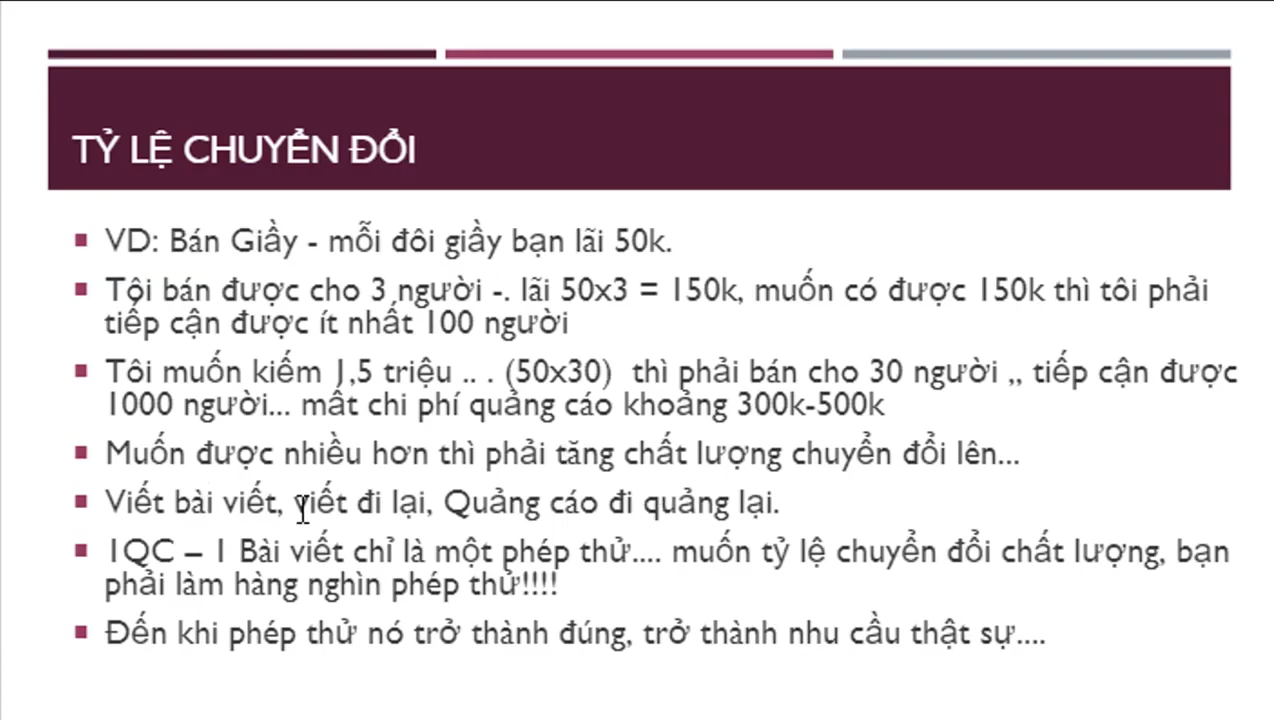 TỶ LỆ CHUYỂN ĐỔI
VD: Bán Giầy - mỗi đôi giầy bạn lãi 50k.
Tôi bán được cho 3 người -. lãi 50x3 = 150k, muốn có được 150k thì tôi phải
tiếp cận được ít nhất 100 người
Tôi muốn kiếm 1,5 triệu .. . (50x30) thì phải bán cho 30 người ,, tiếp cận được
1000 người... mất chi phí quảng cáo khoảng 300k-500k
Muốn được nhiều hơn thì phải tăng chất lượng chuyển đổi lên...
Viết bài viết, viết đi lại, Quảng cáo đi quảng lại.
1QC – 1 Bài viết chỉ là một phép thử.... muốn tỷ lệ chuyển đổi chất lượng, bạn
phải làm hàng nghìn phép thử!!!!
Đến khi phép thử nó trở thành đúng, trở thành nhu cầu thật sự....